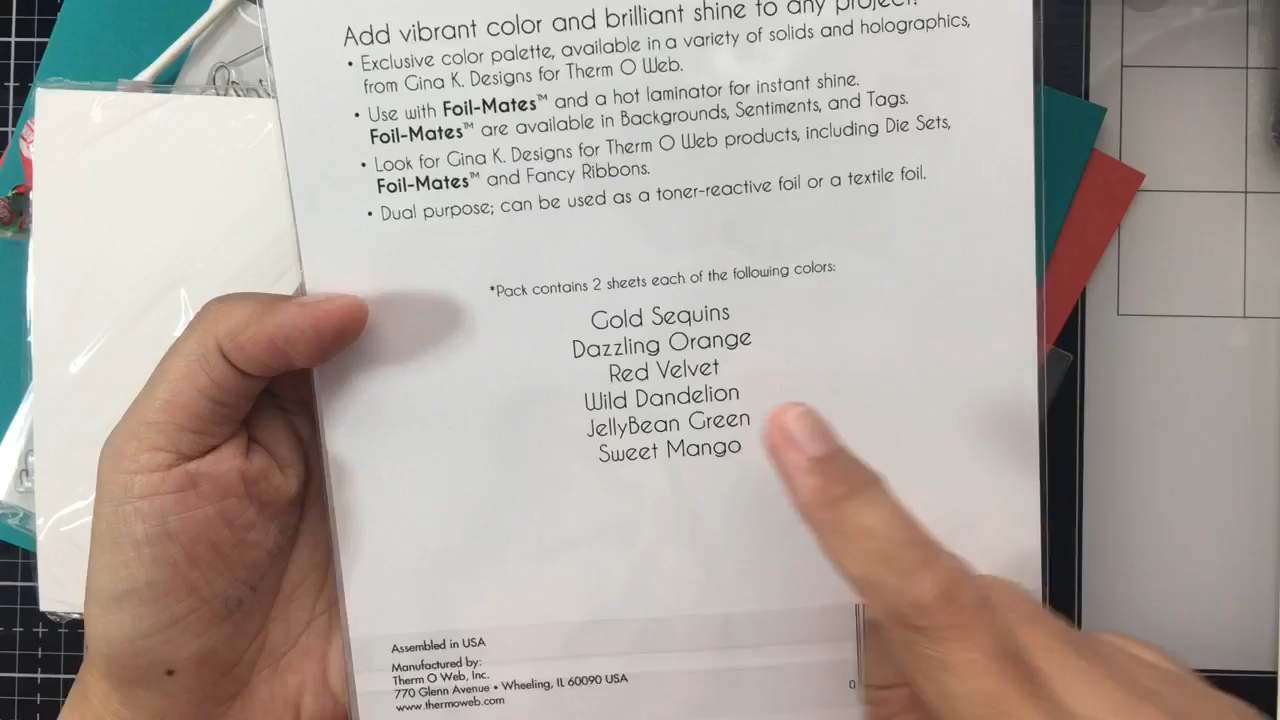 Add vibrant color and brilliant shine to any project!
• Exclusive color palette, available in a variety of solids and holographics,
from Gina K. Designs for Therm O Web.
• Use with Foil-Mates™ and a hot laminator for instant shine.
Foil-Mates™ are available in Backgrounds, Sentiments, and Tags.
• Look for Gina K. Designs for Therm O Web products, including Die Sets,
Foil-Mates™ and Fancy Ribbons.
• Dual purpose; can be used as a toner-reactive foil or a textile foil.
*Pack contains 2 sheets each of the following colors:
Gold Sequins
Dazzling Orange
Red Velvet
Wild Dandelion
JellyBean Green
Sweet Mango
Assembled in USA
Manufactured by:
Therm O Web, Inc.
770 Glenn Avenue • Wheeling, IL 60090 USA
www.thermoweb.com
0